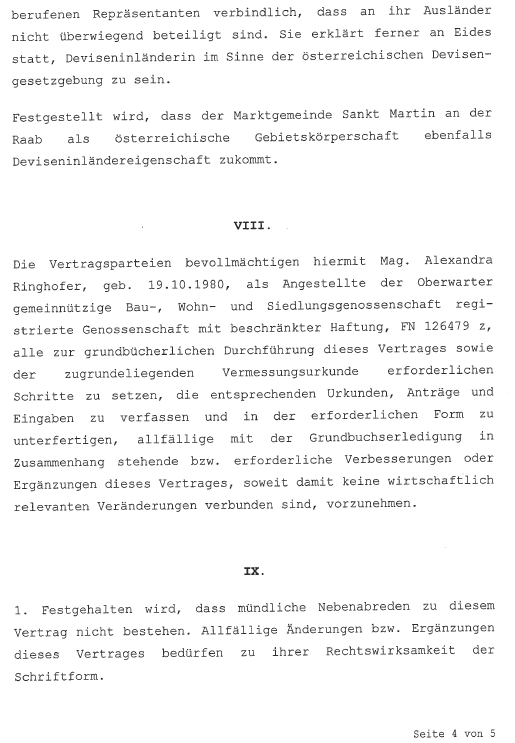 berufenen Repräsentanten verbindlich, dass an ihr Ausländer
nicht überwiegend beteiligt sind. Sie erklärt ferner an Eides
statt, Deviseninländerin im Sinne der österreichischen Devisen-
gesetzgebung zu sein.
Festgestellt wird, dass der Marktgemeinde Sankt Martin an der
Raab als österreichische Gebietskörperschaft ebenfalls
Deviseninländereigenschaft zukommt.
VIII.
Die Vertragsparteien bevollmächtigen hiermit Mag. Alexandra
Ringhofer, geb. 19.10.1980, als Angestellte der Oberwarter
gemeinnützige Bau-, Wohn- und Siedlungsgenossenschaft regi-
strierte Genossenschaft mit beschränkter Haftung, FN 126479 z,
alle zur grundbücherlichen Durchführung dieses Vertrages sowie
der zugrundeliegenden Vermessungsurkunde erforderlichen
Schritte zu setzen, die entsprechenden Urkunden, Anträge und
Eingaben zu verfassen und in der erforderlichen Form zu
unterfertigen, allfällige mit der Grundbuchserledigung in
Zusammenhang stehende bzw. erforderliche Verbesserungen oder
Ergänzungen dieses Vertrages, soweit damit keine wirtschaftlich
relevanten Veränderungen verbunden sind, vorzunehmen.
IX.
1. Festgehalten wird, dass mündliche Nebenabreden zu diesem
Vertrag nicht bestehen. Allfällige Änderungen bzw. Ergänzungen
dieses Vertrages bedürfen zu ihrer Rechtswirksamkeit der
Schriftform.
Seite 4 von 5